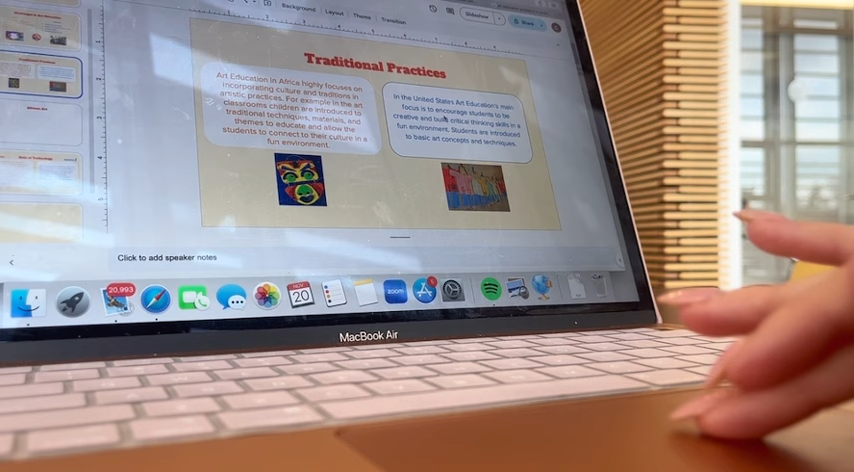 Background
Layout
Theme
Transition
Slideshow
Share
Traditional Practices
Art Education in Africa highly focuses on
incorporating culture and traditions in
artistic practices. For example in the art
classrooms children are introduced to
traditional techniques, materials, and
themes to educate and allow the
students to connect to their culture in a
fun environment.
In the United States Art Education's main
focus is to encourage students to be
creative and build critical thinking skills in a
fun environment. Students are introduced
to basic art concepts and techniques.
Click to add speaker notes
20,993
NOV
20
zoom
MacBook Air